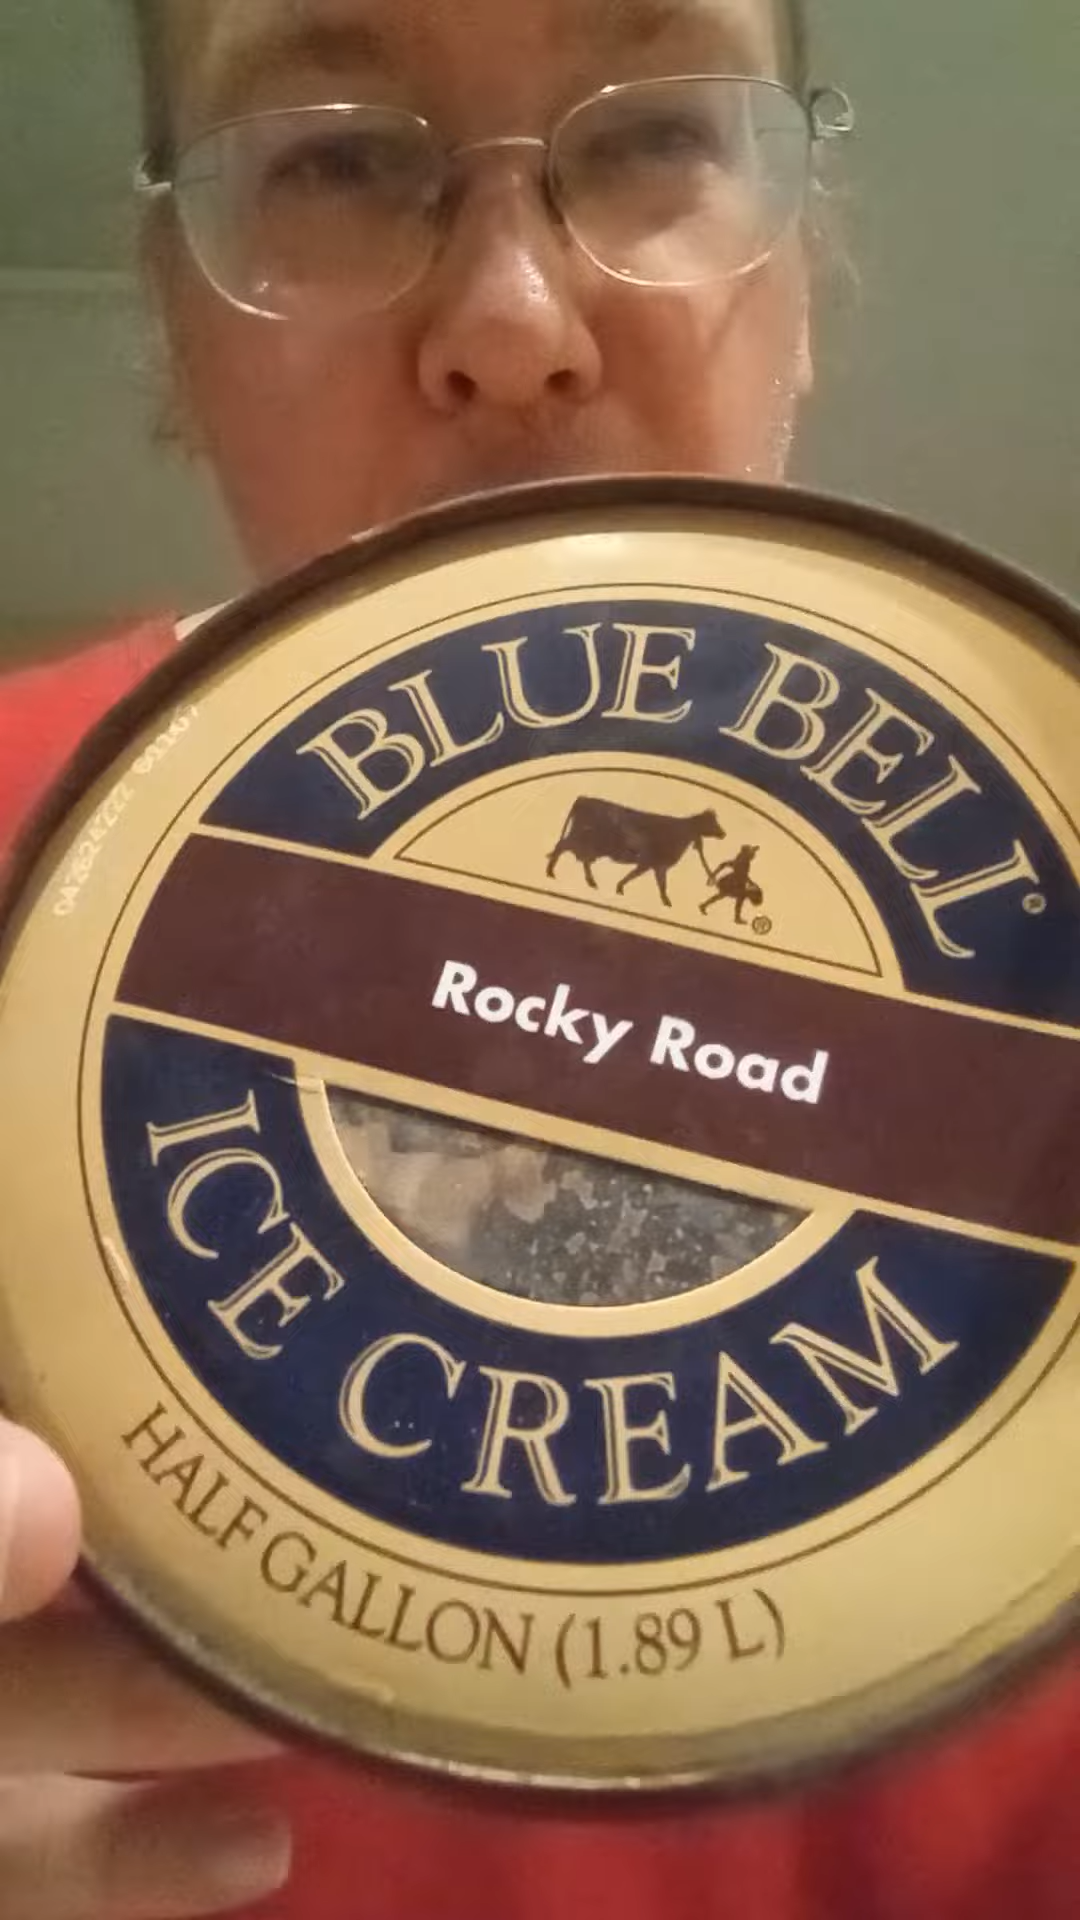 BLUE BELL®
®
Rocky Road
ICE CREAM
HALF GALLON (1.89 L)